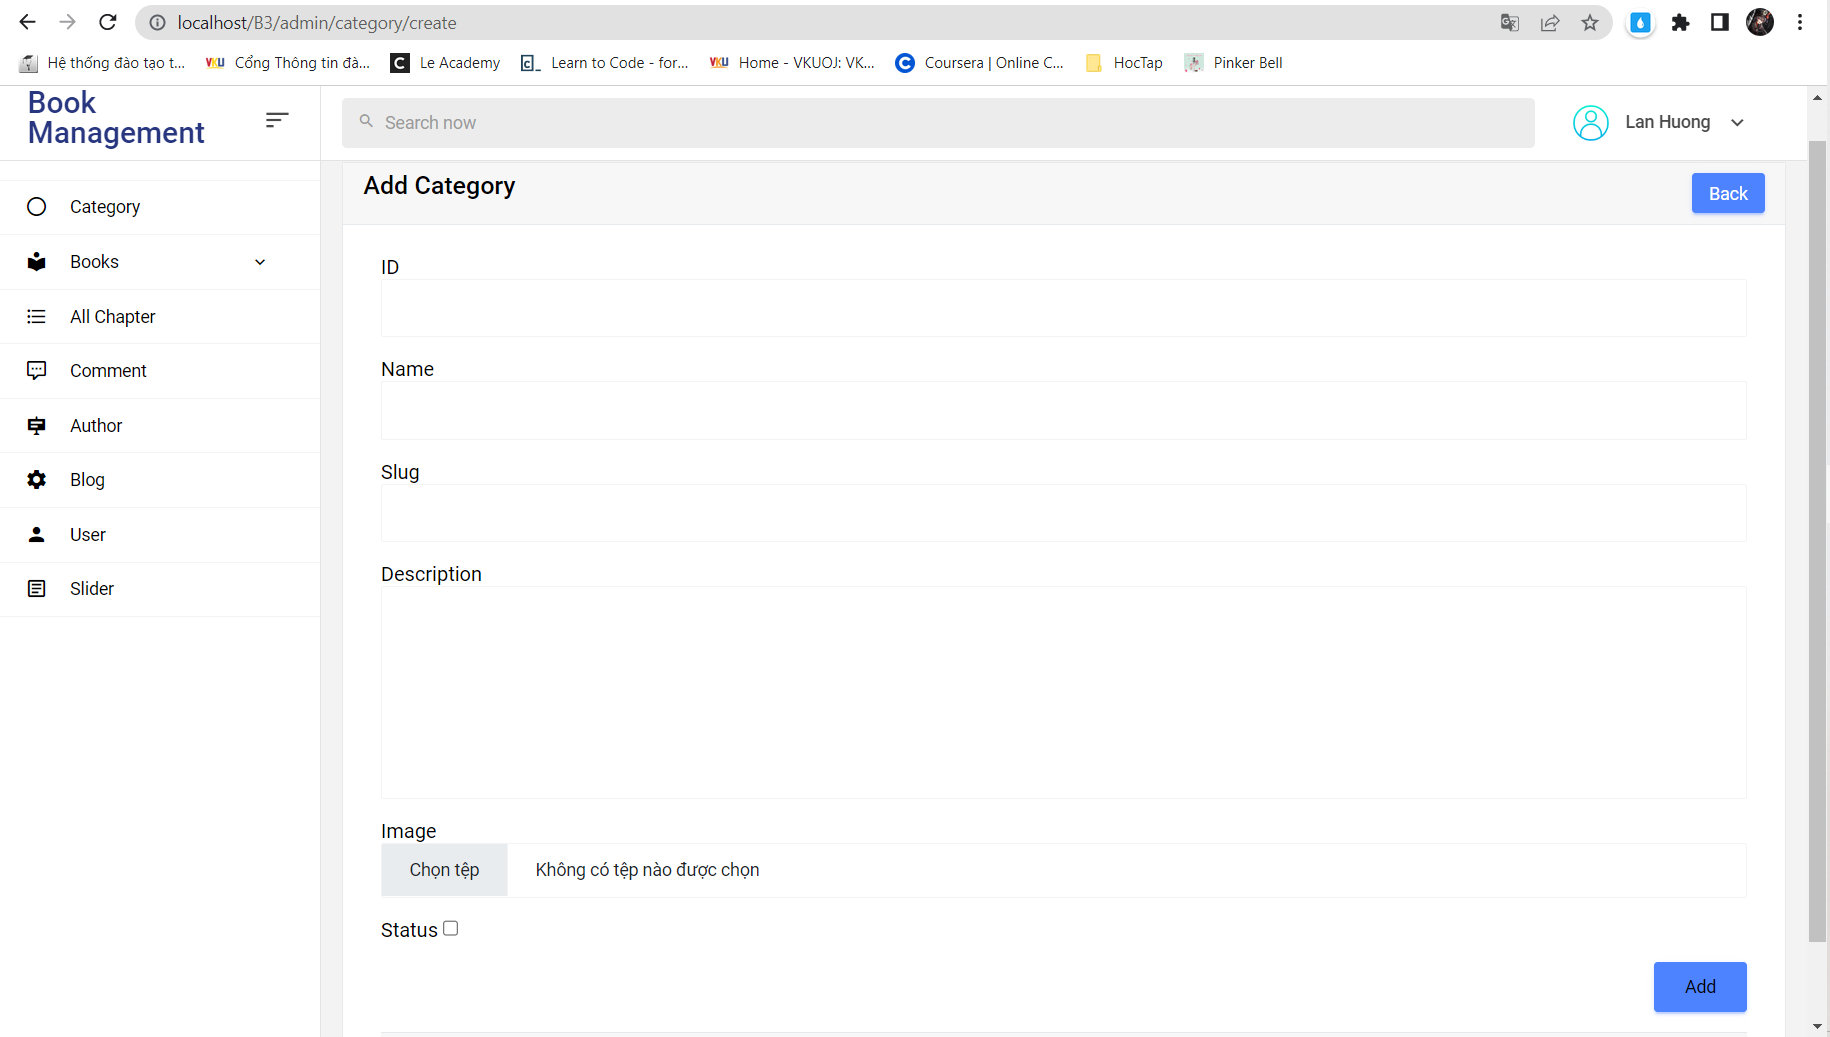 localhost/B3/admin/category/create
Hệ thống đào tạo t... VKU Cổng Thông tin đà... C Le Academy c_ Learn to Code - for... VKU Home - VKUOJ: VK... C Coursera | Online C... HocTap Pinker Bell
Book
Management
Search now
Lan Huong
Category
Books
All Chapter
Comment
Author
Blog
User
Slider
Add Category
Back
ID
Name
Slug
Description
Image
Chọn tệp Không có tệp nào được chọn
Status
Add